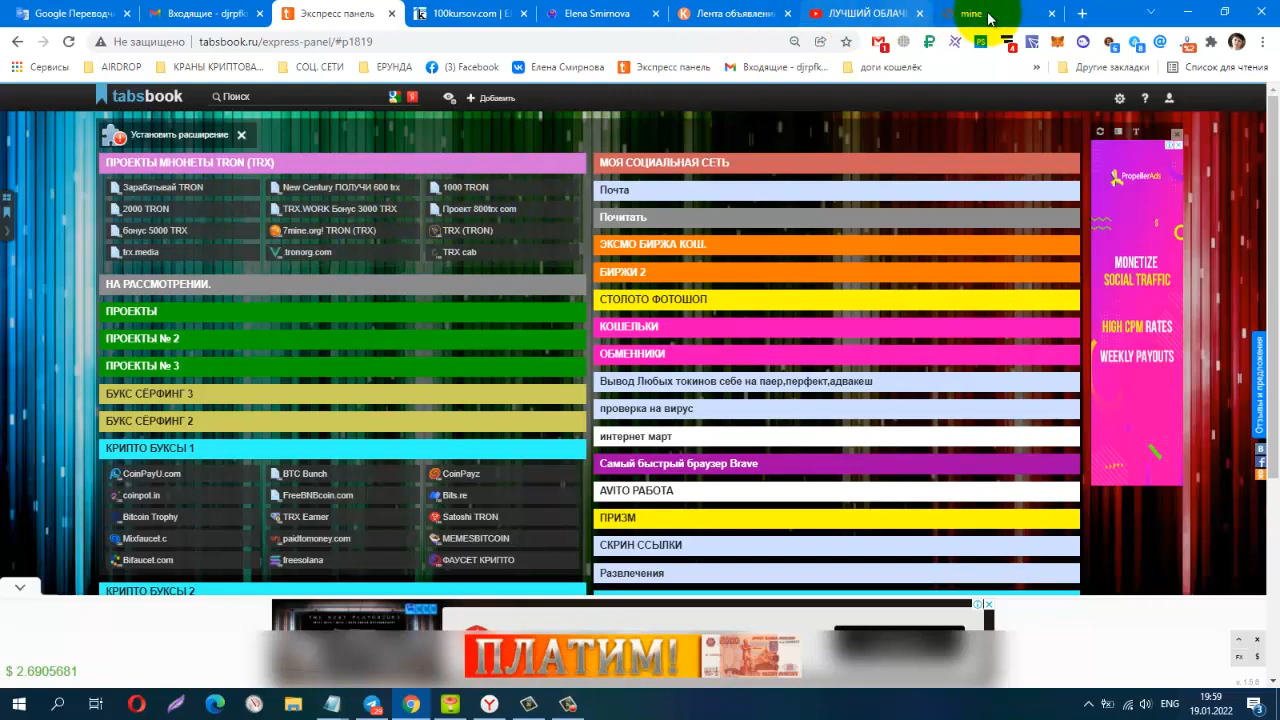 Google Переводч
Входящие - djrpfk
Экспресс панель
100kursov.com | E
Elena Smirnova
Лента объявлени
ЛУЧШИЙ ОБЛАЧ
mine
Не защищено
tabsbook.ru/express-panel/#p1819
Сервисы
AIRDROP
КРАНЫ КРИПТОВА...
СОЦ. СЕТИ
ЕРУНДА
(3) Facebook
Елена Смирнова
Экспресс панель
Входящие - djrpfk...
доги кошелёк
»
Другие закладки
Список для чтения
tabsbook
Поиск
Добавить
Установить расширение
ПРОЕКТЫ МНОНЕТЫ TRON (TRX)
Зарабатывай TRON
New Century ПОЛУЧИ 600 trx
1000 TRON
2000 TRON
TRX.WORK Бонус 3000 TRX
Проект 800trx com
бонус 5000 TRX
7mine.org! TRON (TRX)
TRX (TRON)
trx.media
.tronorg.com
TRX cab
НА РАССМОТРЕНИИ.
ПРОЕКТЫ
ПРОЕКТЫ № 2
ПРОЕКТЫ № 3
БУКС СЁРФИНГ 3
БУКС СЁРФИНГ 2
КРИПТО БУКСЫ 1
CoinPayU.com
BTC Bunch
CoinPayz
coinpot.in
FreeBNBcoin.com
Bits.re
Bitcoin Trophy
TRX Eamer
Satoshi TRON
Mixfaucet.c
paidtomoney.com
MEMESBITCOIN
Bifaucet.com
freesolana
ФАУСЕТ КРИПТО
КРИПТО БУКСЫ 2
МОЯ СОЦИАЛЬНАЯ СЕТЬ
Почта
Почитать
ЭКСМО БИРЖА КОШ.
БИРЖИ 2
СТОЛОТО ФОТОШОП
КОШЕЛЬКИ
ОБМЕННИКИ
Вывод Любых токинов себе на паер,перфект,адвакеш
проверка на вирус
интернет март
Самый быстрый браузер Brave
AVITO РАБОТА
ПРИЗМ
СКРИН ССЫЛКИ
Развлечения
PropellerAds
MONETIZE
SOCIAL TRAFFIC
HIGH CPM RATES
WEEKLY PAYOUTS
Отзывы и предложения
ПЛАТИМ!
$ 2.6905681
FX $
v. 1.5.8
29
ENG
19:59
19.01.2022
3